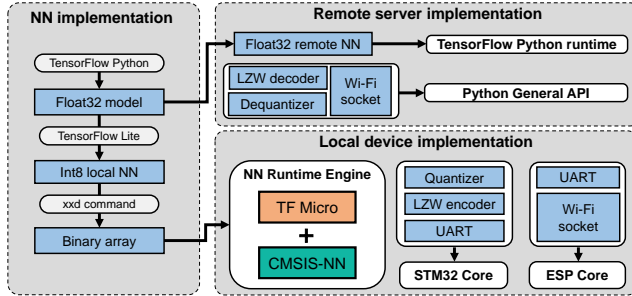 NN implementation
TensorFlow Python
Float32 model
TensorFlow Lite
Int8 local NN
xxd command
Binary array
Remote server implementation
Float32 remote NN
TensorFlow Python runtime
LZW decoder
Dequantizer
Wi-Fi
socket
Python General API
Local device implementation
NN Runtime Engine
TF Micro
+
CMSIS-NN
Quantizer
LZW encoder
UART
STM32 Core
UART
Wi-Fi
socket
ESP Core